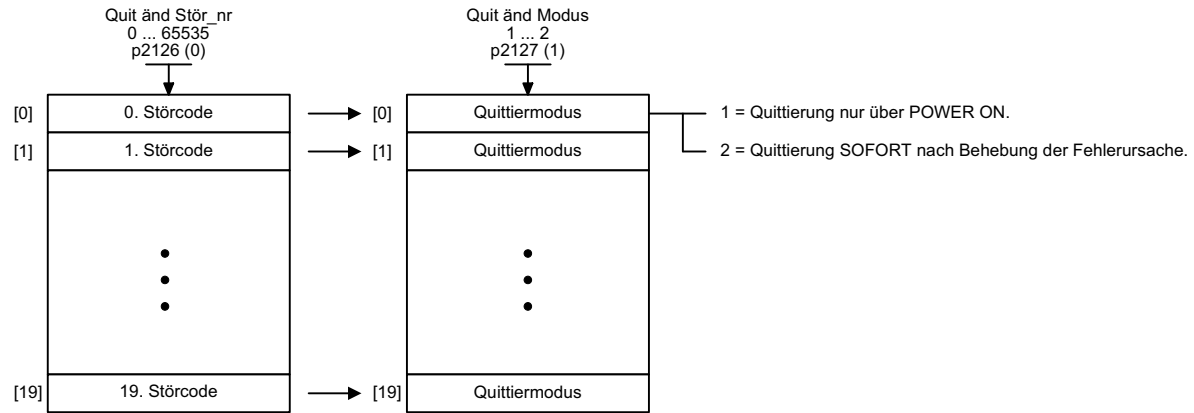 Quit änd Stör_nr
0 ... 65535
p2126 (0)
Quit änd Modus
1 ... 2
p2127 (1)
[0] 0. Störcode [0] Quittiermodus 1 = Quittierung nur über POWER ON.
[1] 1. Störcode [1] Quittiermodus 2 = Quittierung SOFORT nach Behebung der Fehlerursache.
[19] 19. Störcode [19] Quittiermodus